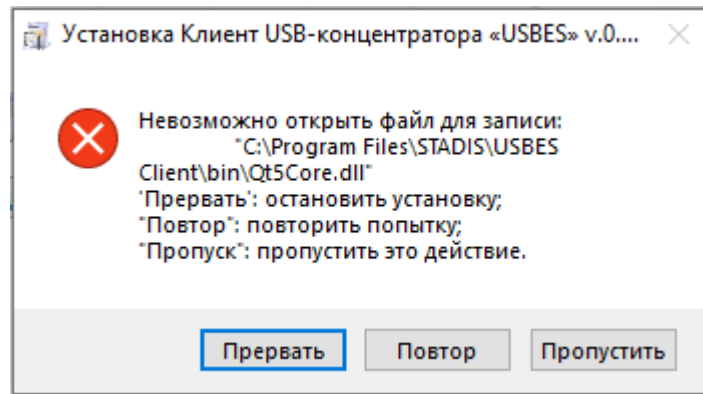 Установка Клиент USB-концентратора «USBES» v.0....
Невозможно открыть файл для записи:
"C:\Program Files\STADIS\USBES
Client\bin\Qt5Core.dll"
"Прервать": остановить установку;
"Повтор": повторить попытку;
"Пропуск": пропустить это действие.
Прервать
Повтор
Пропустить